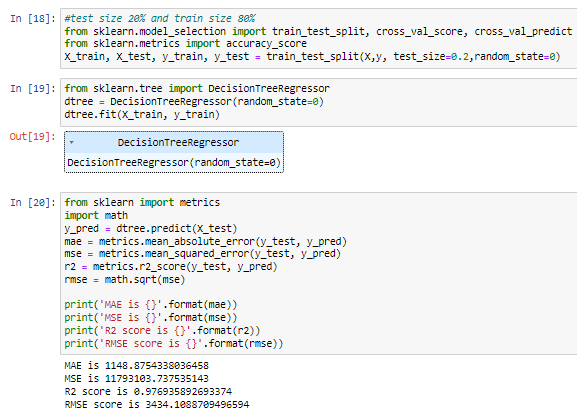 In [18]: #test size 20% and train size 80%
from sklearn.model_selection import train_test_split, cross_val_score, cross_val_predict
from sklearn.metrics import accuracy_score
X_train, X_test, y_train, y_test = train_test_split(X,y, test_size=0.2,random_state=0)
In [19]: from sklearn.tree import DecisionTreeRegressor
dtree = DecisionTreeRegressor(random_state=0)
dtree.fit(X_train, y_train)
Out[19]: DecisionTreeRegressor
DecisionTreeRegressor(random_state=0)
In [20]: from sklearn import metrics
import math
y_pred = dtree.predict(X_test)
mae = metrics.mean_absolute_error(y_test, y_pred)
mse = metrics.mean_squared_error(y_test, y_pred)
r2 = metrics.r2_score(y_test, y_pred)
rmse = math.sqrt(mse)
print('MAE is {}'.format(mae))
print('MSE is {}'.format(mse))
print('R2 score is {}'.format(r2))
print('RMSE score is {}'.format(rmse))
MAE is 1148.8754338036458
MSE is 11793103.737535143
R2 score is 0.976935892693374
RMSE score is 3434.1088709496594